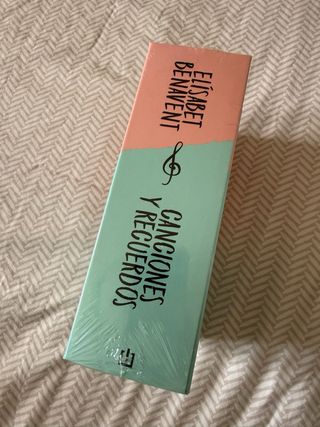 ELÍSABET
BENAVENT
CANCIONES
Y RECUERDOS